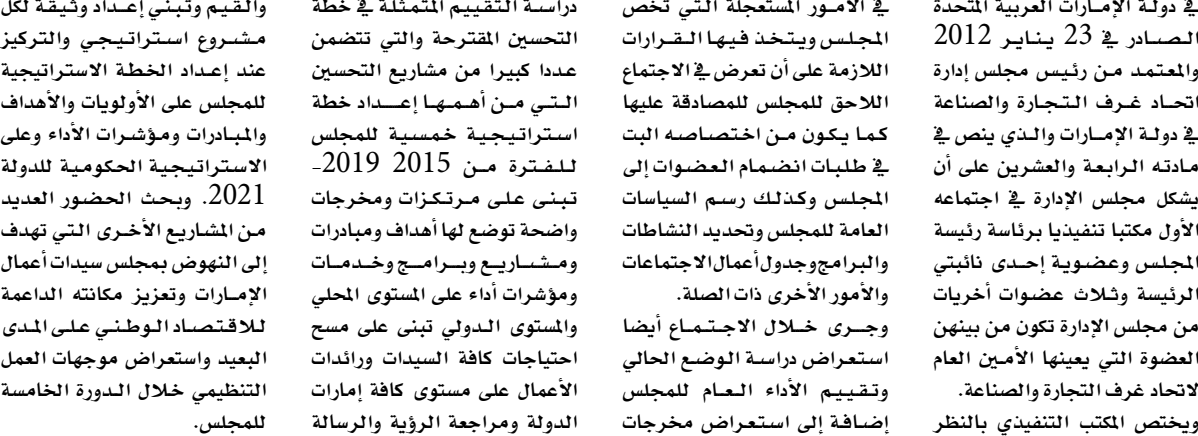 في دولة الإمارات العربية المتحدة
الصادر في 23 يناير 2012
والمعتمد من رئيس مجلس إدارة
اتحاد غرف التجارة والصناعة
في دولة الإمارات والذي ينص في
مادته الرابعة والعشرين على أن
يشكل مجلس الإدارة في اجتماعه
الأول مكتبا تنفيذيا برئاسة رئيسة
المجلس وعضوية إحدى نائبتي
الرئيسة وثلاث عضوات أخريات
من مجلس الإدارة تكون من بينهن
العضوة التي يعينها الأمين العام
لاتحاد غرف التجارة والصناعة.
ويختص المكتب التنفيذي بالنظر
في الأمور المستعجلة التي تخص
المجلس ويتخذ فيها القرارات
اللازمة على أن تعرض في الاجتماع
اللاحق للمجلس للمصادقة عليها
كما يكون من اختصاصه البت
في طلبات انضمام العضوات إلى
المجلس وكذلك رسم السياسات
العامة للمجلس وتحديد النشاطات
والبرامج وجدول أعمال الاجتماعات
والأمور الأخرى ذات الصلة.
وجرى خلال الاجتماع أيضا
استعراض دراسة الوضع الحالي
وتقييم الأداء العام للمجلس
إضافة إلى استعراض مخرجات
دراسة التقييم المتمثلة في خطة
التحسين المقترحة والتي تتضمن
عددا كبيرا من مشاريع التحسين
التي من أهمها إعداد خطة
استراتيجية خمسية للمجلس
للفترة من 2015 2019-
تبنى على مرتكزات ومخرجات
واضحة توضع لها أهداف ومبادرات
ومشاريع وبرامج وخدمات
ومؤشرات أداء على المستوى المحلي
والمستوى الدولي تبنى على مسح
احتياجات كافة السيدات ورائدات
الأعمال على مستوى كافة إمارات
الدولة ومراجعة الرؤية والرسالة
والقيم وتبني إعداد وثيقة لكل
مشروع استراتيجي والتركيز
عند إعداد الخطة الاستراتيجية
للمجلس على الأولويات والأهداف
والمبادرات ومؤشرات الأداء وعلى
الاستراتيجية الحكومية للدولة
2021. وبحث الحضور العديد
من المشاريع الأخرى التي تهدف
إلى النهوض بمجلس سيدات أعمال
الإمارات وتعزيز مكانته الداعمة
للاقتصاد الوطني على المدى
البعيد واستعراض موجهات العمل
التنظيمي خلال الدورة الخامسة
للمجلس.